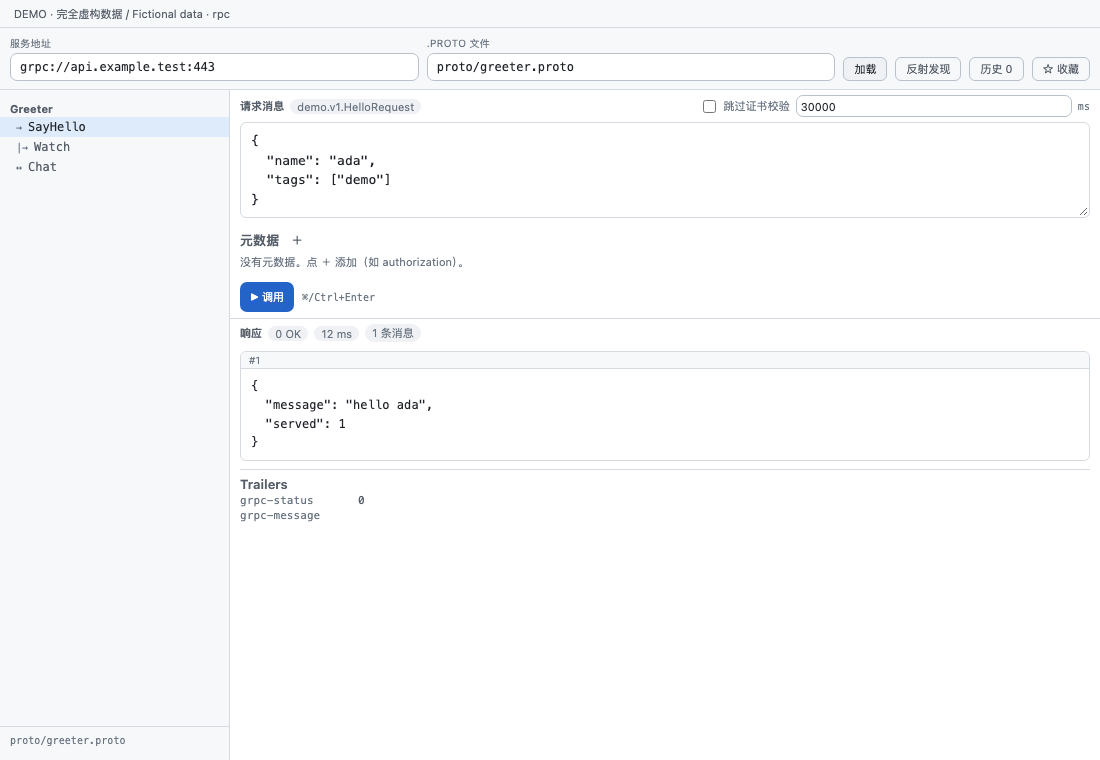 DEMO · 完全虚构数据 / Fictional data · rpc
服务地址
.PROTO 文件
grpc://api.example.test:443
proto/greeter.proto
加载
反射发现
历史 0
☆ 收藏
Greeter
→ SayHello
|→ Watch
↔ Chat
proto/greeter.proto
请求消息 demo.v1.HelloRequest
跳过证书校验 30000 ms
{
  "name": "ada",
  "tags": ["demo"]
}
元数据 ＋
没有元数据。点 ＋ 添加（如 authorization）。
▶ 调用 ⌘/Ctrl+Enter
响应 0 OK 12 ms 1 条消息
#1
{
  "message": "hello ada",
  "served": 1
}
Trailers
grpc-status 0
grpc-message